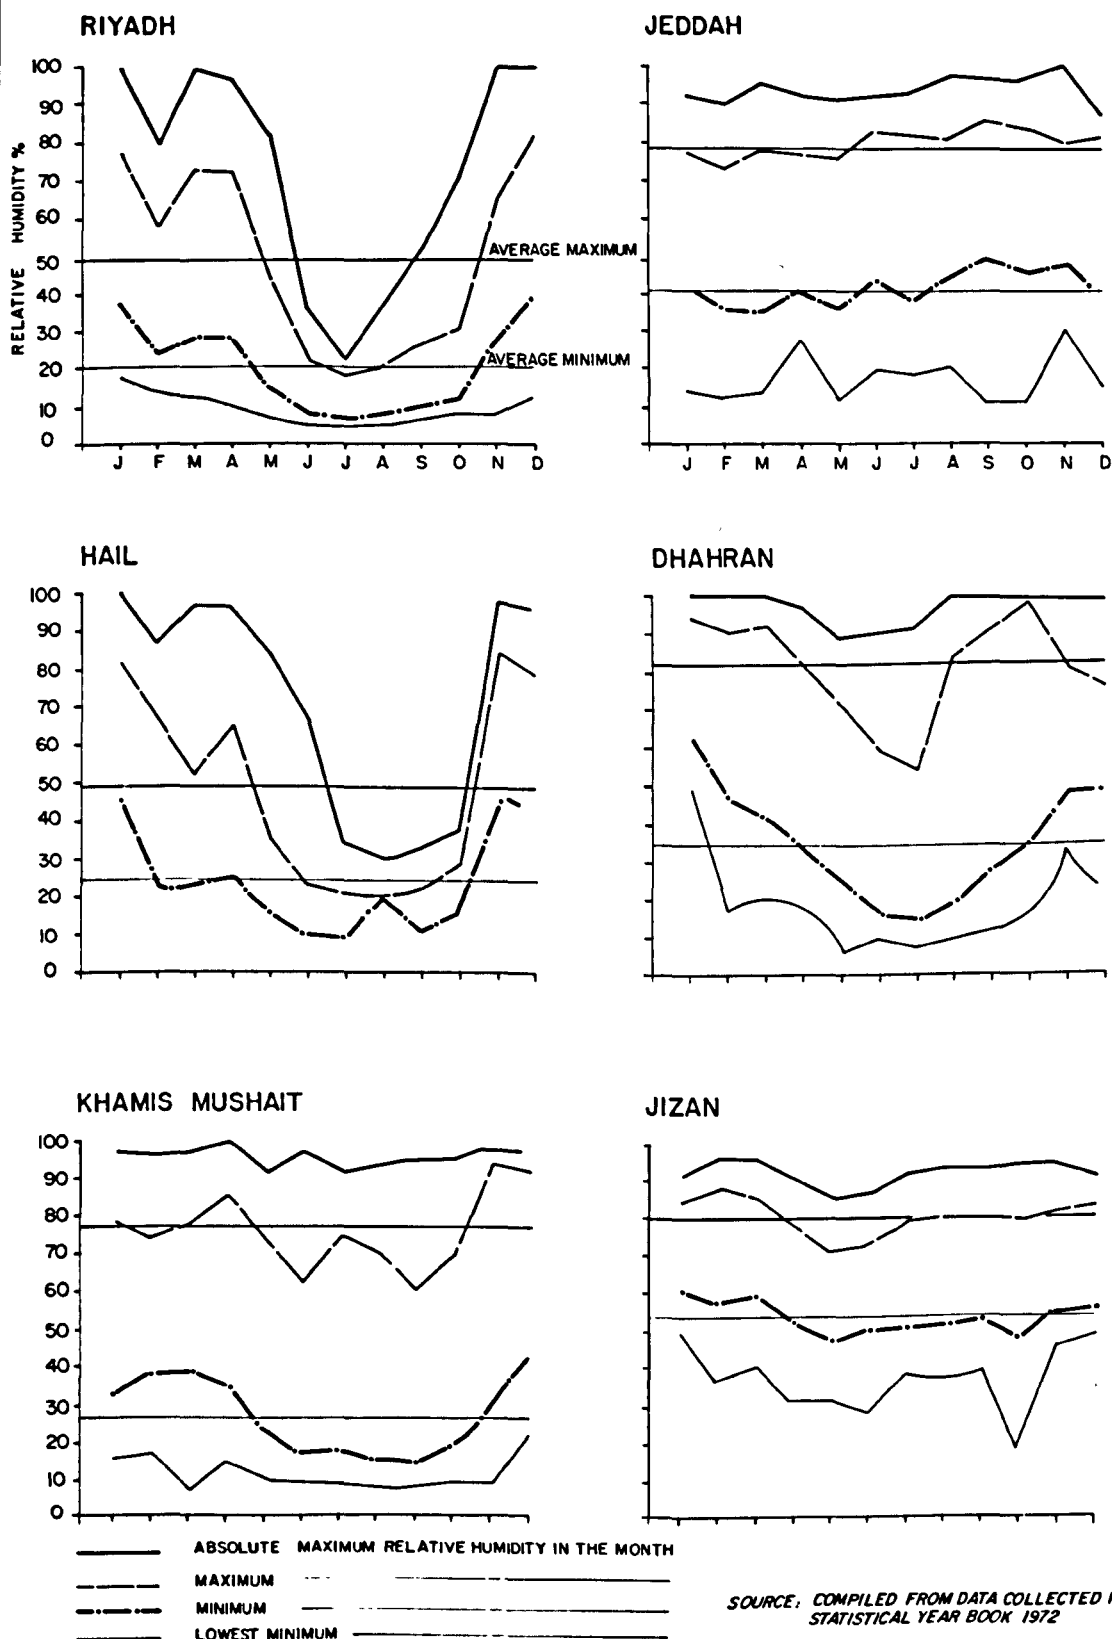 RIYADH
RELATIVE HUMIDITY %
100
90
80
70
60
50
40
30
20
10
0
AVERAGE MAXIMUM
AVERAGE MINIMUM
J F M A M J J A S O N D
JEDDAH
J F M A M J J A S O N D
HAIL
100
90
80
70
60
50
40
30
20
10
0
DHAHRAN
KHAMIS MUSHAIT
100
90
80
70
60
50
40
30
20
10
0
JIZAN
ABSOLUTE MAXIMUM RELATIVE HUMIDITY IN THE MONTH
MAXIMUM
MINIMUM
LOWEST MINIMUM
SOURCE: COMPILED FROM DATA COLLECTED
STATISTICAL YEAR BOOK 1972